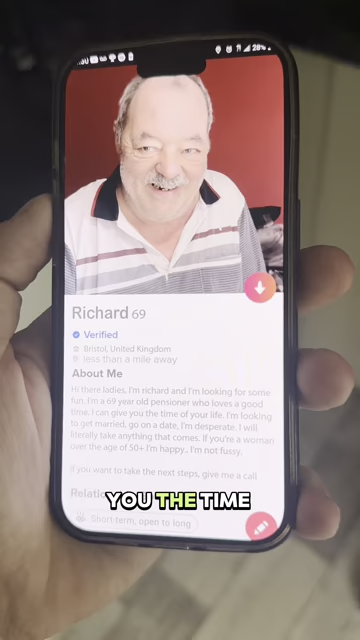 28%
Richard 69
Verified
Bristol, United Kingdom
less than a mile away
About Me
Hi there ladies, I'm richard and I'm looking for some
fun. I'm a 69 year old pensioner who loves a good
time. I can give you the time of your life. I'm looking
to get married, go on a date, I'm desperate. I will
literally take anything that comes. If you're a woman
over the age of 50+ I'm happy.. I'm not fussy.
If you want to take the next steps, give me a call
YOU THE TIME
Short term, open to long